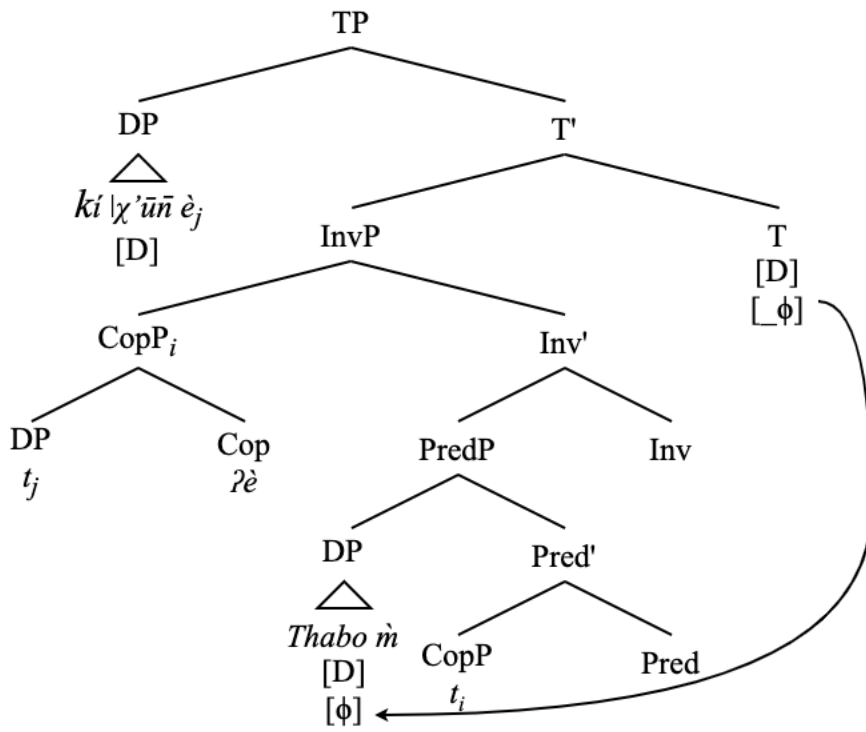 TP
DP T'
kí |χʼūn̄ èⱼ
[D]
InvP T
[D]
[_ϕ]
CopPᵢ Inv'
DP Cop PredP Inv
tⱼ ʔè
DP Pred'
Thabo m̀ CopP Pred
[D] tᵢ
[ϕ]